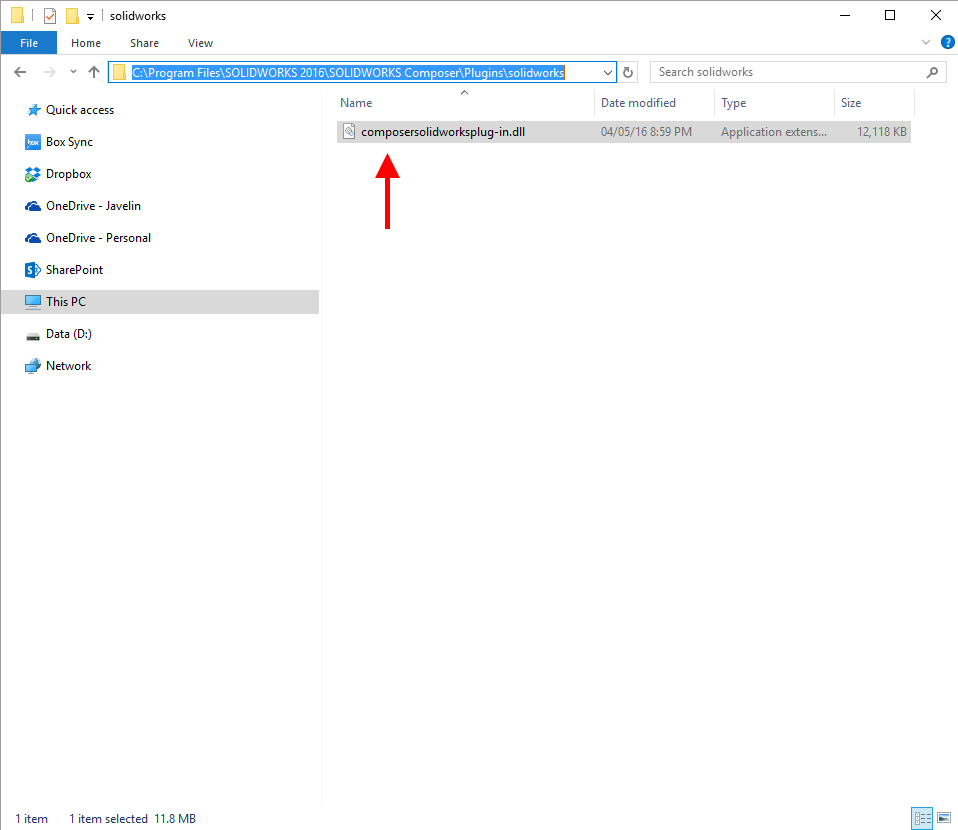 solidworks
File Home Share View
C:\Program Files\SOLIDWORKS 2016\SOLIDWORKS Composer\Plugins\solidworks
Search solidworks
Name Date modified Type Size
composersolidworksplug-in.dll 04/05/16 8:59 PM Application extens... 12,118 KB
Quick access
box Box Sync
Dropbox
OneDrive - Javelin
OneDrive - Personal
S SharePoint
This PC
Data (D:)
Network
1 item 1 item selected 11.8 MB